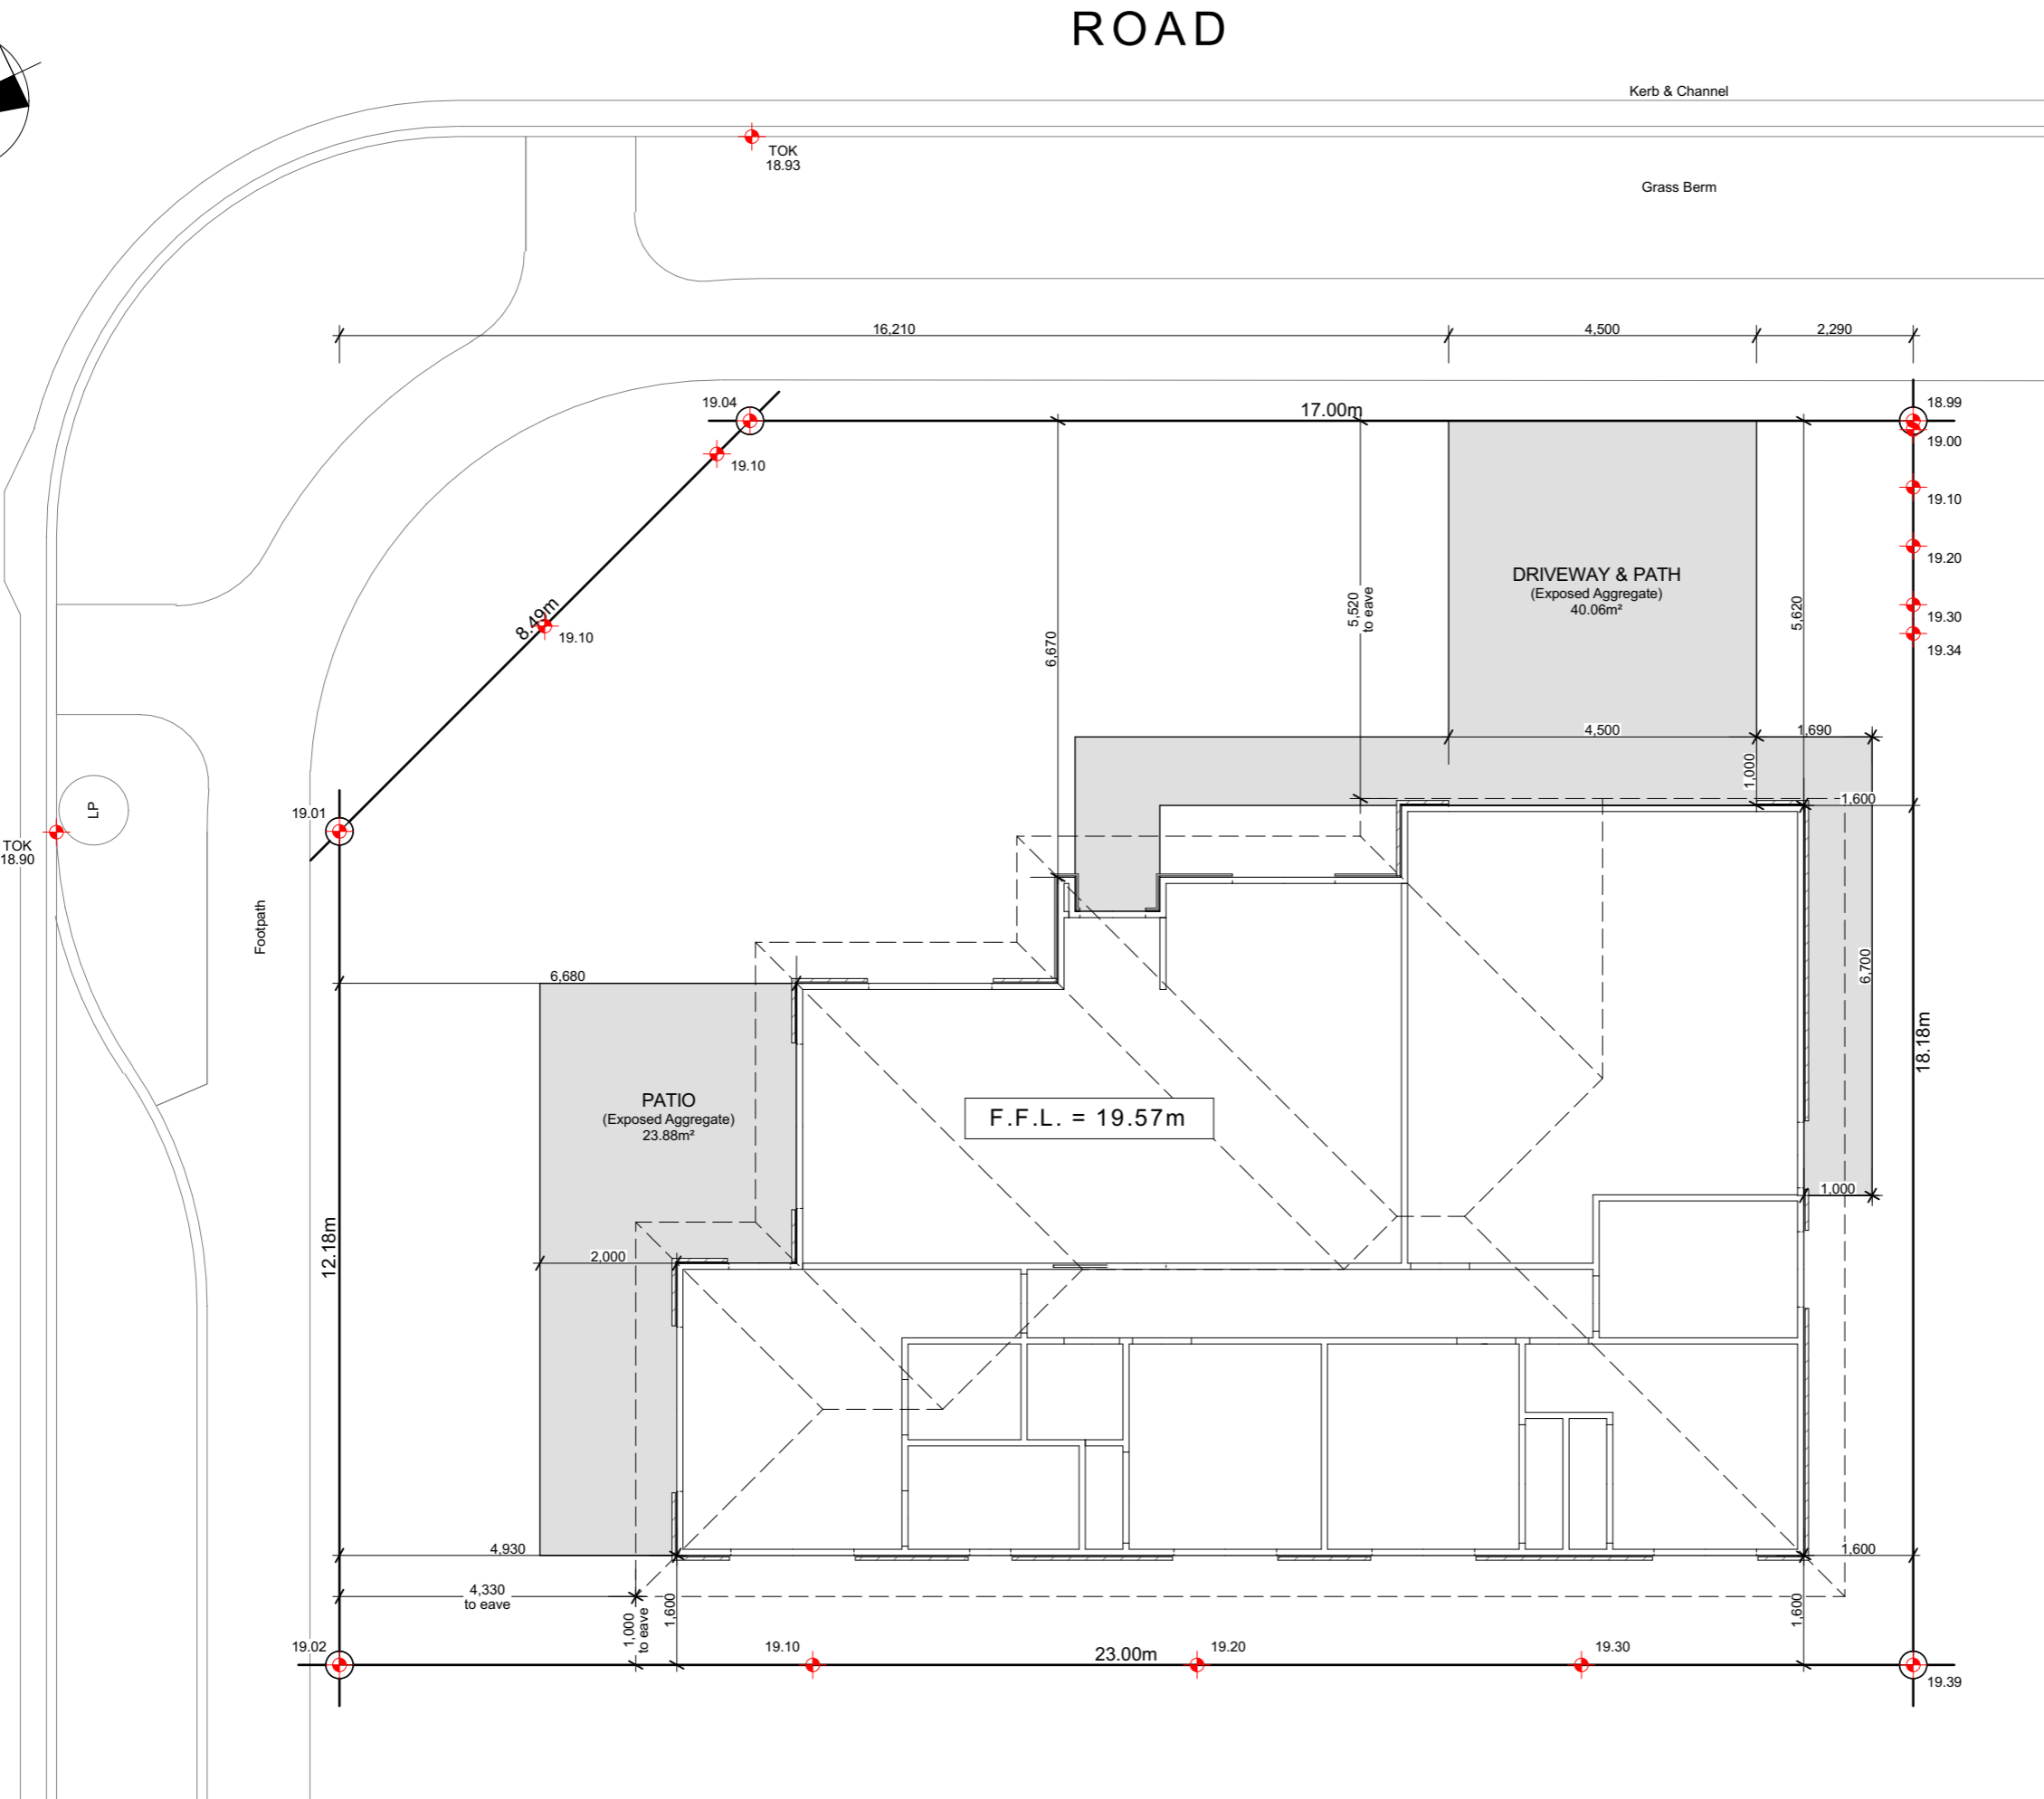 ROAD
Kerb & Channel
TOK
18.93
Grass Berm
16,210
4,500
2,290
19.04
17.00m
18.99
19.00
19.10
19.10
19.20
DRIVEWAY & PATH
(Exposed Aggregate)
40.06m²
5,520
to eave
5,620
8.49m
19.10
19.30
6,670
19.34
4,500
1,690
1,000
1,600
19.01
LP
TOK
18.90
Footpath
6,680
6,700
18.18m
PATIO
(Exposed Aggregate)
23.88m²
F.F.L. = 19.57m
1,000
12.18m
2,000
4,930
1,600
4,330
to eave
1,000
to eave
1,600
1,600
19.02
19.10
23.00m
19.20
19.30
19.39